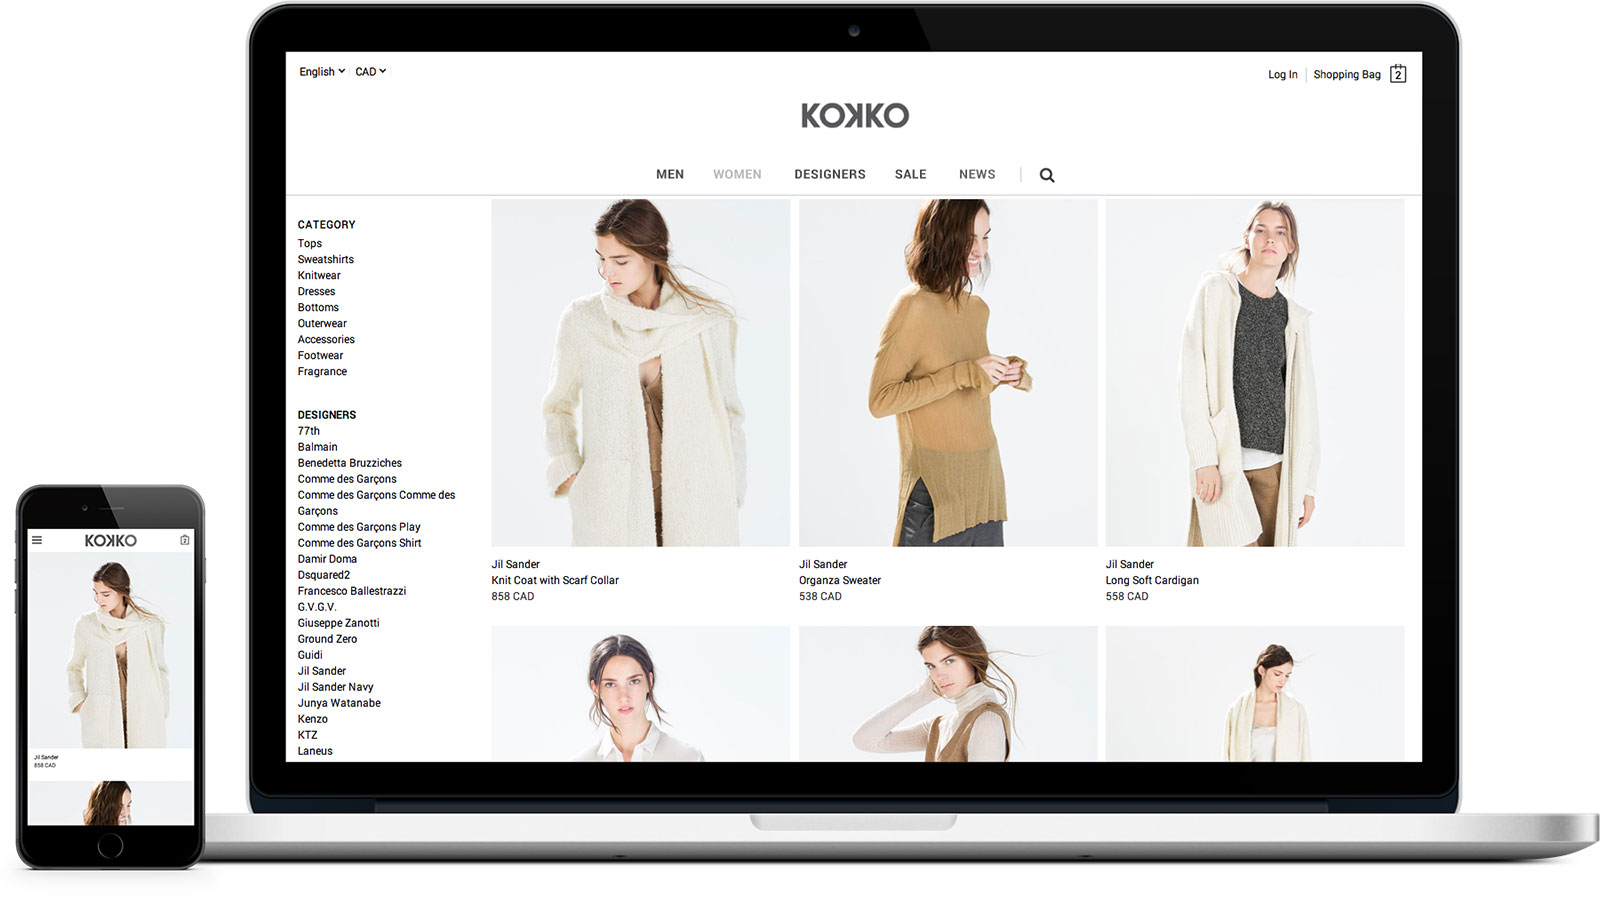 English CAD
Log In Shopping Bag 2
KOKKO
MEN WOMEN DESIGNERS SALE NEWS
CATEGORY
Tops
Sweatshirts
Knitwear
Dresses
Bottoms
Outerwear
Accessories
Footwear
Fragrance
DESIGNERS
77th
Balmain
Benedetta Bruzziches
Comme des Garçons
Comme des Garçons Comme des
Garçons
Comme des Garçons Play
Comme des Garçons Shirt
Damir Doma
Dsquared2
Francesco Ballestrazzi
G.V.G.V.
Giuseppe Zanotti
Ground Zero
Guidi
Jil Sander
Jil Sander Navy
Junya Watanabe
Kenzo
KTZ
Laneus
Jil Sander
Knit Coat with Scarf Collar
858 CAD
Jil Sander
Organza Sweater
538 CAD
Jil Sander
Long Soft Cardigan
558 CAD
KOKKO 2
Jil Sander
858 CAD